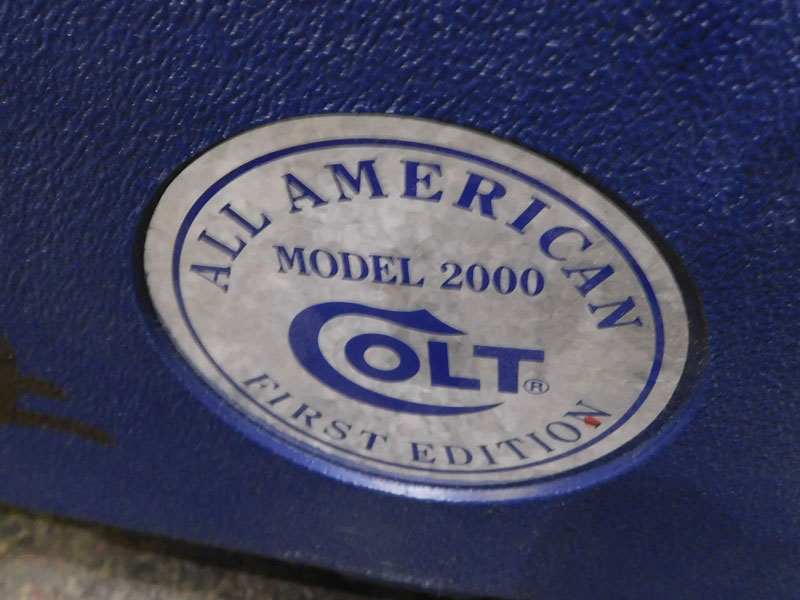 ALL AMERICAN
MODEL 2000
COLT®
FIRST EDITION